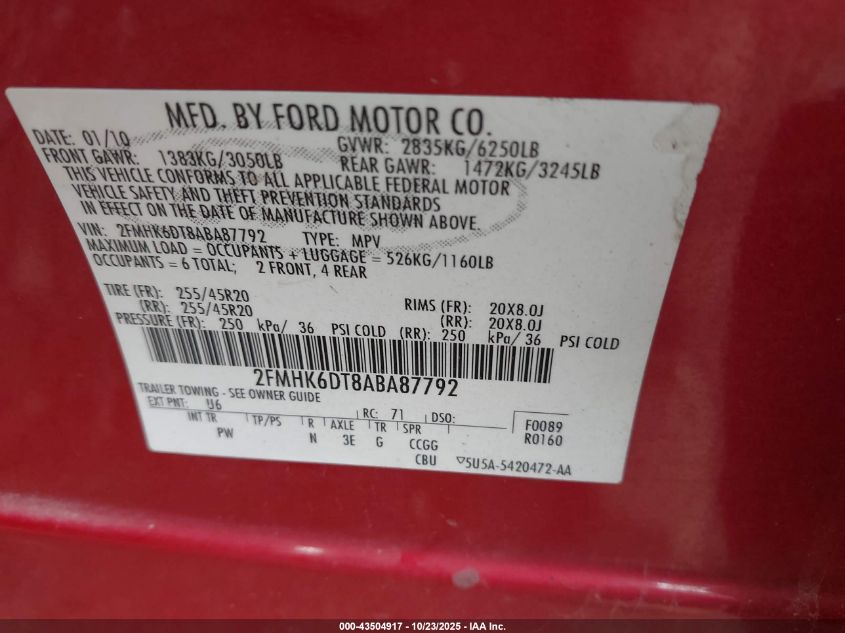 MFD. BY FORD MOTOR CO.
DATE: 01/10 GVWR: 2835KG/6250LB
FRONT GAWR: 1383KG/3050LB REAR GAWR: 1472KG/3245LB
THIS VEHICLE CONFORMS TO ALL APPLICABLE FEDERAL MOTOR
VEHICLE SAFETY AND THEFT PREVENTION STANDARDS
IN EFFECT ON THE DATE OF MANUFACTURE SHOWN ABOVE.
VIN: 2FMHK6DT8ABA87792 TYPE: MPV
MAXIMUM LOAD = OCCUPANTS + LUGGAGE = 526KG/1160LB
OCCUPANTS = 6 TOTAL; 2 FRONT, 4 REAR
TIRE (FR): 255/45R20 RIMS (FR): 20X8.0J
(RR): 255/45R20 (RR): 20X8.0J
PRESSURE (FR): 250 kPa/ 36 PSI COLD (RR): 250 kPa/ 36 PSI COLD
2FMHK6DT8ABA87792
TRAILER TOWING - SEE OWNER GUIDE
EXT PNT: U6 RC: 71 DSO: F0089
INT TR TP/PS R AXLE TR SPR R0160
PW N 3E G CCGG
CBU ▽5U5A-5420472-AA
000-43504917 - 10/23/2025 - IAA Inc.